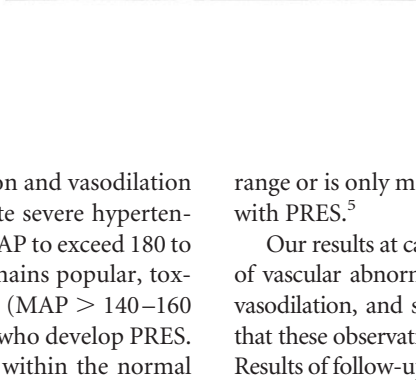 on and vasodilation
te severe hyperten-
AP to exceed 180 to
nains popular, tox-
(MAP > 140–160
who develop PRES.
within the normal
range or is only m
with PRES.5
Our results at ca
of vascular abnorm
vasodilation, and s
that these observati
Results of follow-up